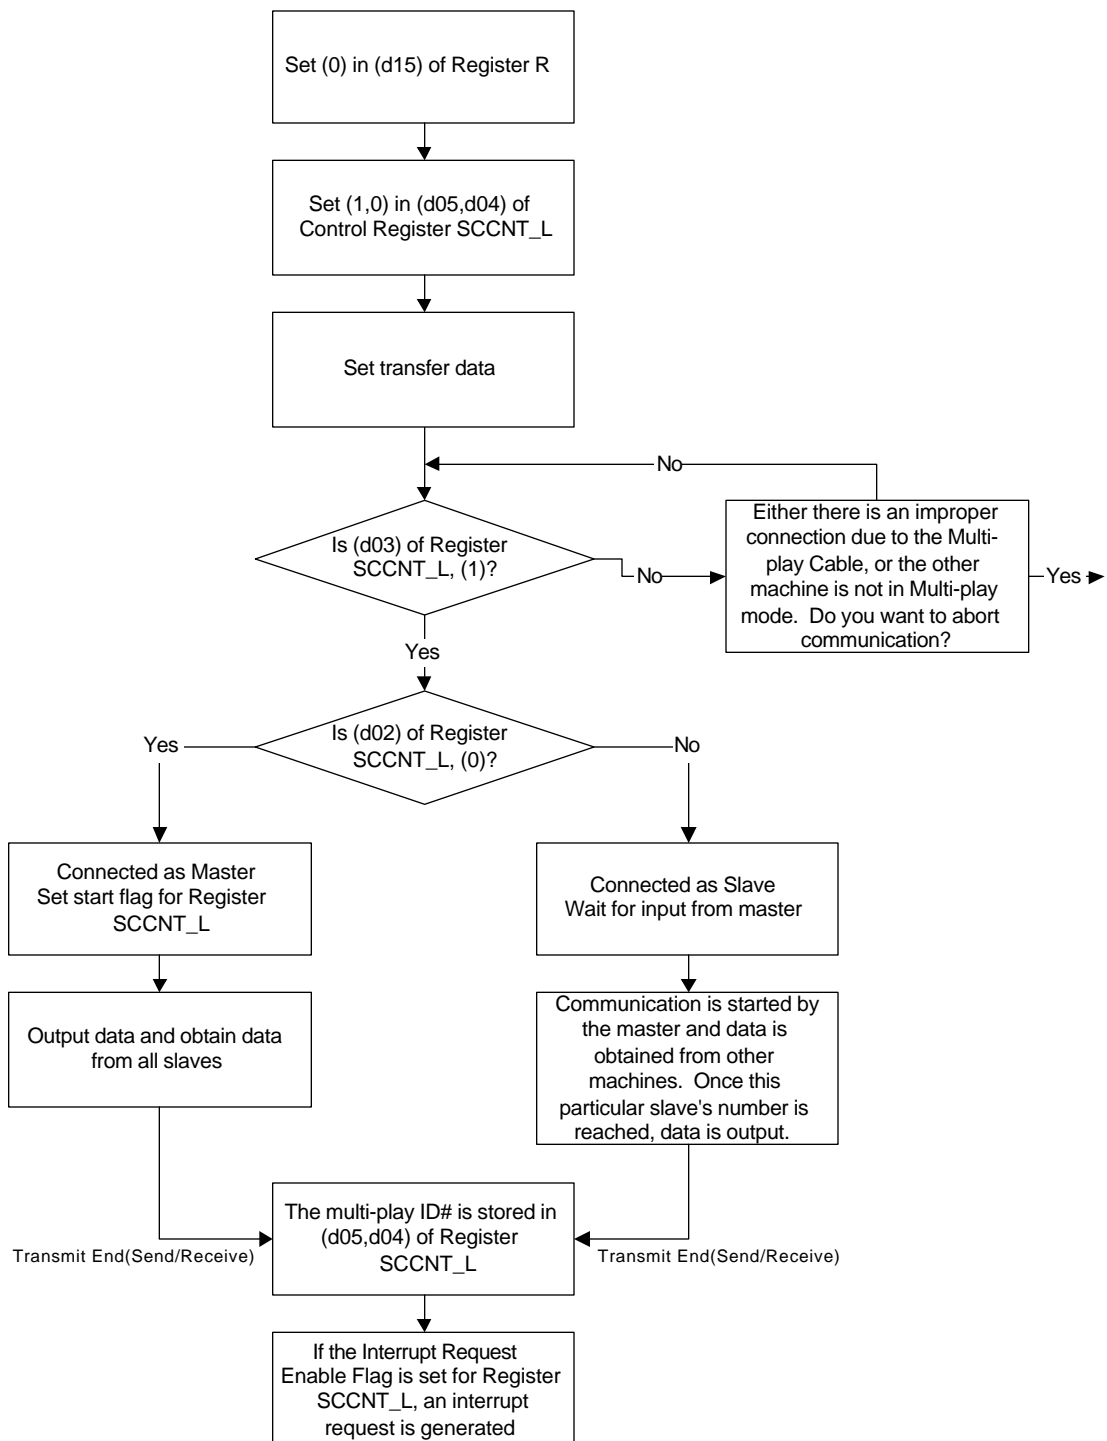 Set (0) in (d15) of Register R
Set (1,0) in (d05,d04) of
Control Register SCCNT_L
Set transfer data
No
Is (d03) of Register
SCCNT_L, (1)?
No
Either there is an improper
connection due to the Multi-
play Cable, or the other
machine is not in Multi-play
mode. Do you want to abort
communication?
Yes
Yes
Is (d02) of Register
SCCNT_L, (0)?
Yes
No
Connected as Master
Set start flag for Register
SCCNT_L
Connected as Slave
Wait for input from master
Output data and obtain data
from all slaves
Communication is started by
the master and data is
obtained from other
machines. Once this
particular slave's number is
reached, data is output.
The multi-play ID# is stored in
(d05,d04) of Register
SCCNT_L
Transmit End(Send/Receive)
Transmit End(Send/Receive)
If the Interrupt Request
Enable Flag is set for Register
SCCNT_L, an interrupt
request is generated